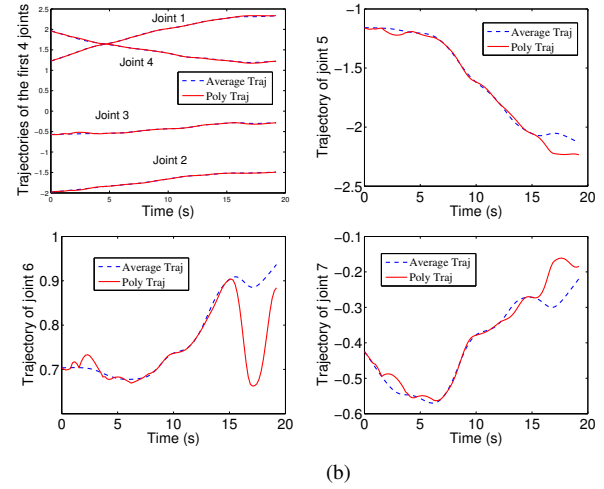 Trajectories of the first 4 joints
2.5
2
1.5
1
0.5
0
−0.5
−1
−1.5
−2
Joint 1
Joint 4
Average Traj
Poly Traj
Joint 3
Joint 2
0 5 10 15 20
Time (s)
Trajectory of joint 5
−1
−1.5
−2
−2.5
Average Traj
Poly Traj
0 5 10 15 20
Time (s)
Trajectory of joint 6
1
0.9
0.8
0.7
Average Traj
Poly Traj
0 5 10 15 20
Time (s)
Trajectory of joint 7
−0.1
−0.2
−0.3
−0.4
−0.5
−0.6
Average Traj
Poly Traj
0 5 10 15 20
Time (s)
(b)